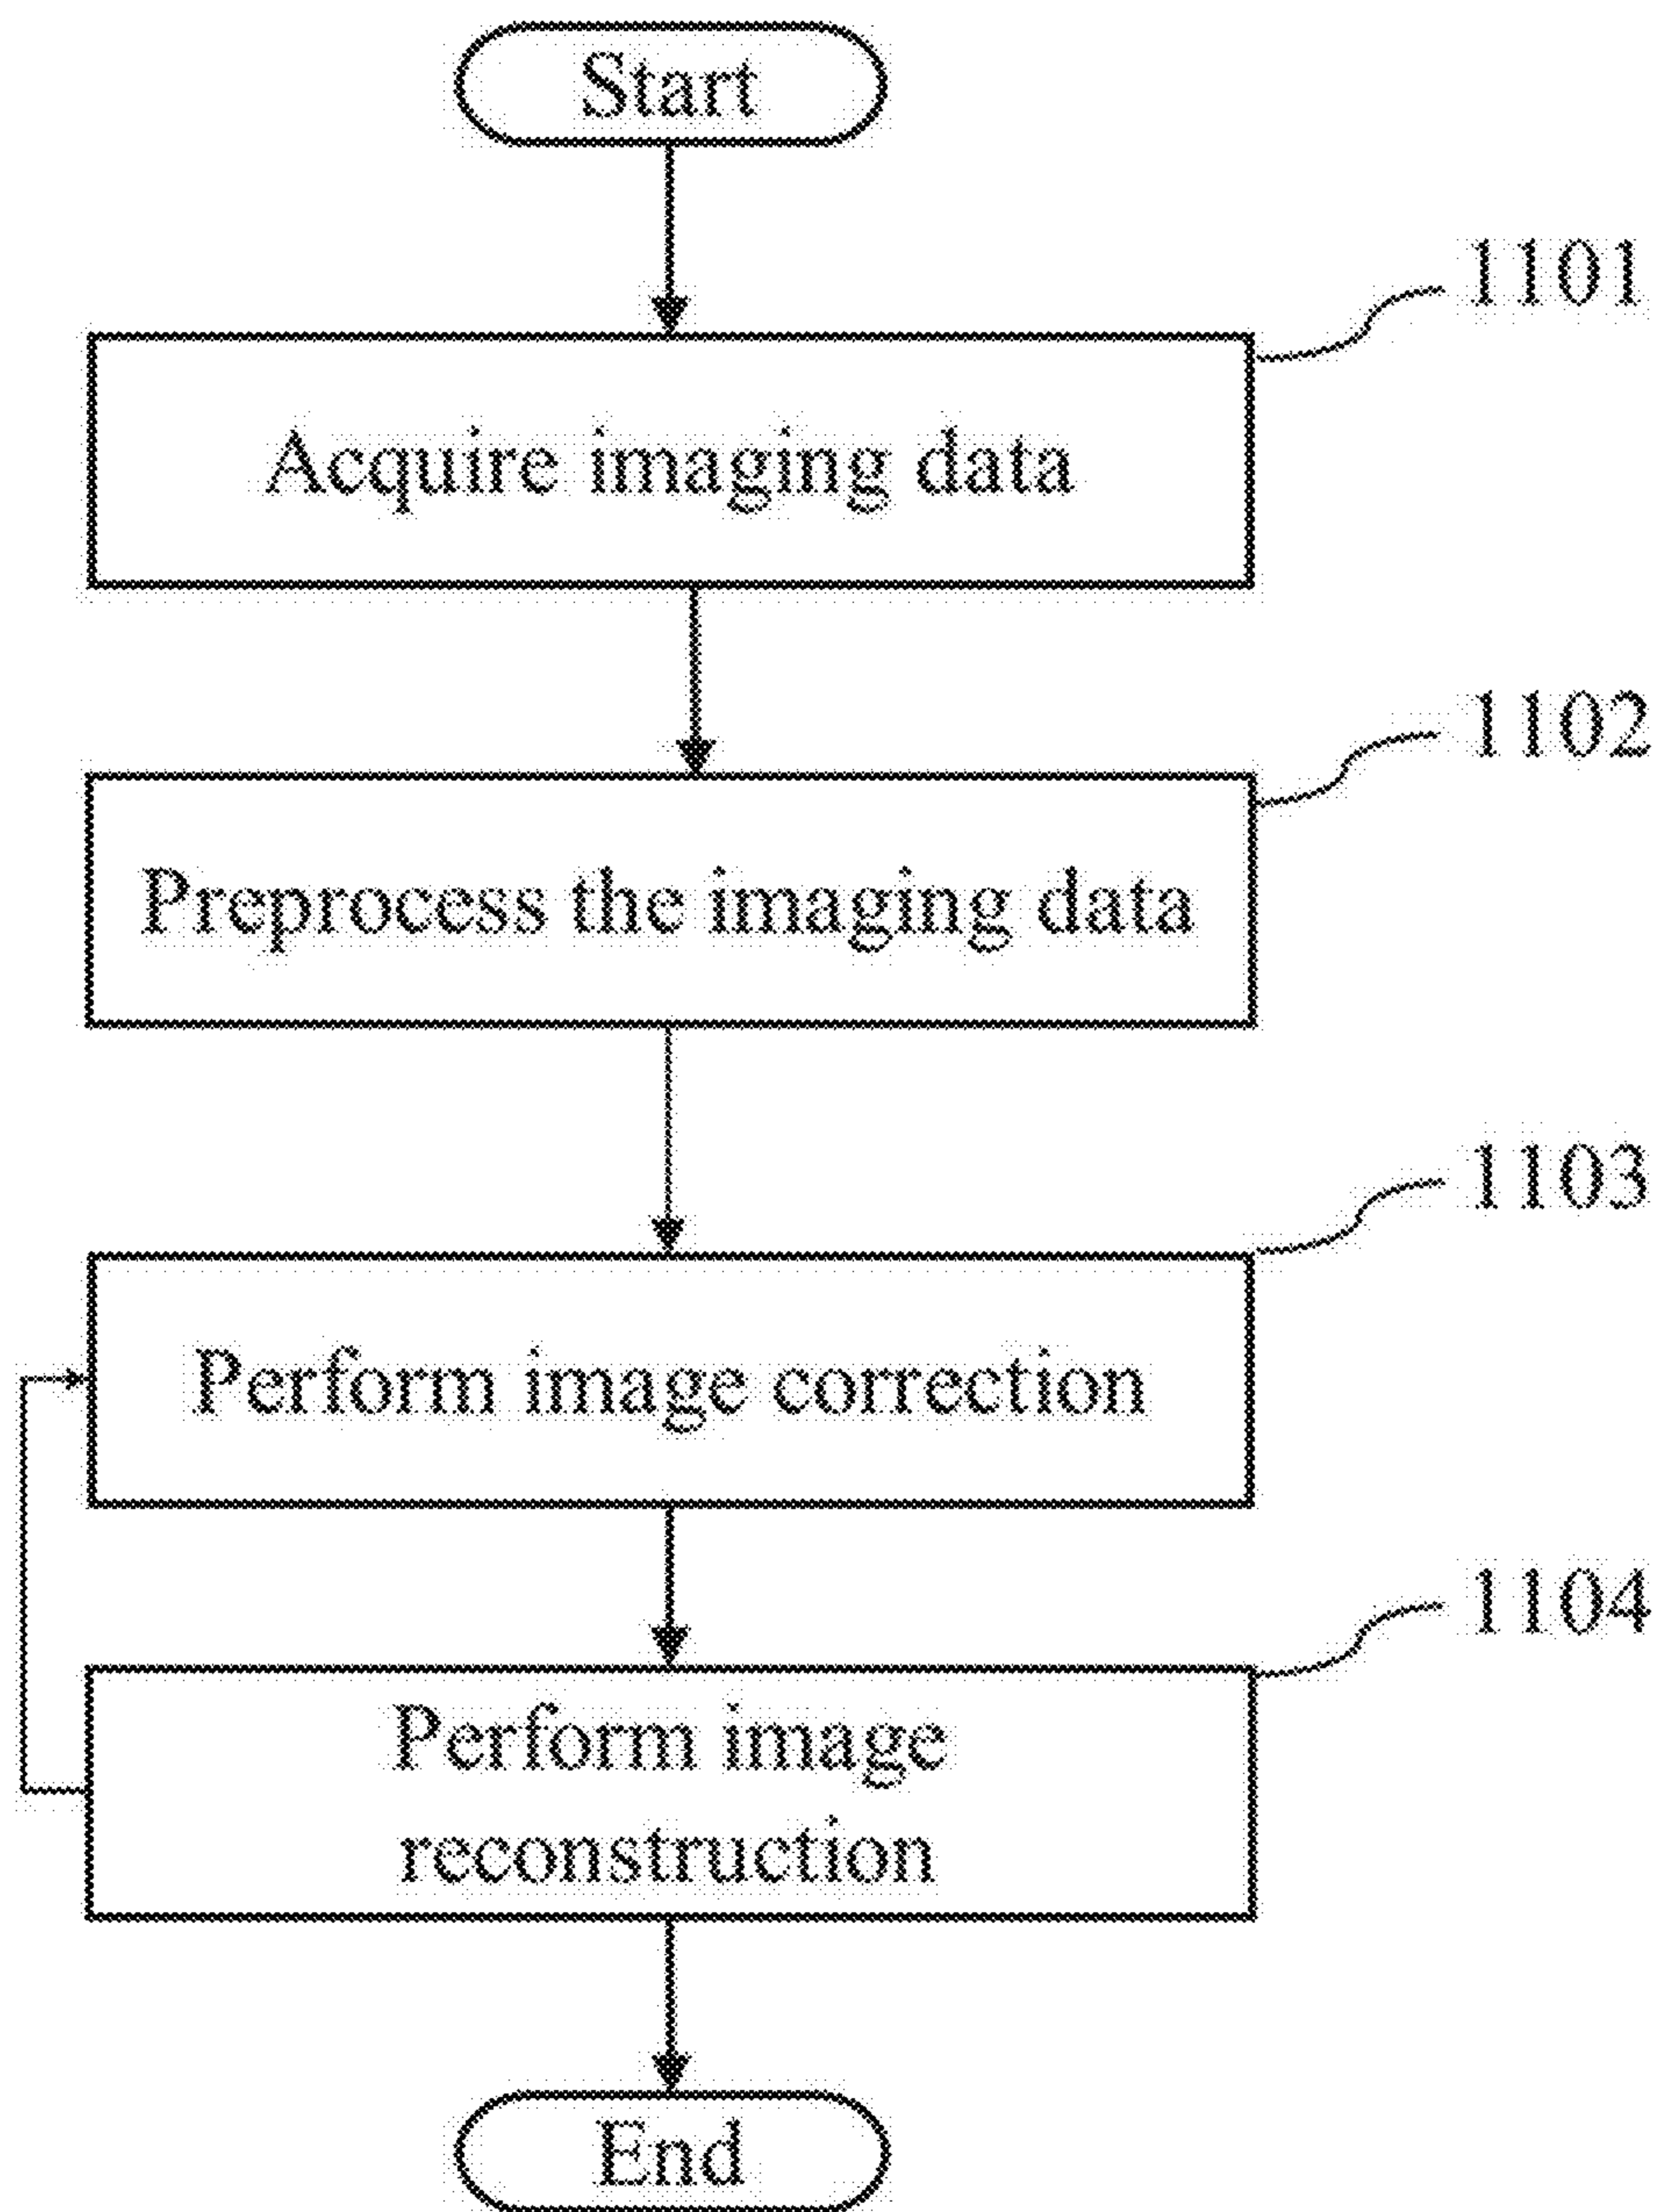 Start
1101
Acquire imaging data
1102
Preprocess the imaging data
1103
Perform image correction
1104
Perform image
reconstruction
End